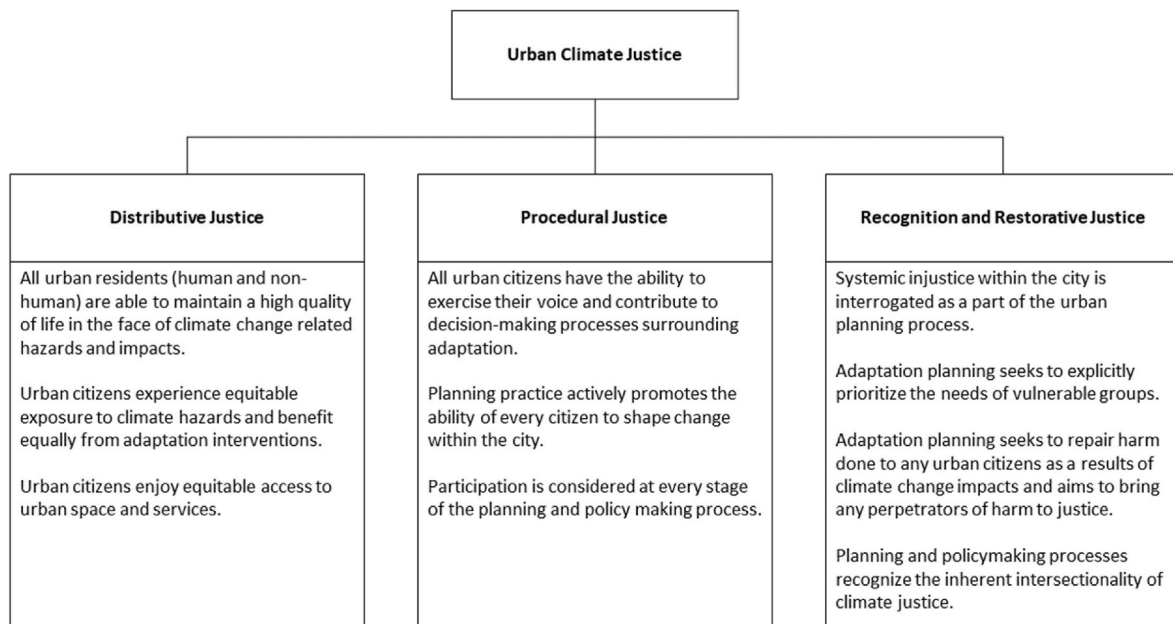 Urban Climate Justice
Distributive Justice
All urban residents (human and non-
human) are able to maintain a high quality
of life in the face of climate change related
hazards and impacts.
Urban citizens experience equitable
exposure to climate hazards and benefit
equally from adaptation interventions.
Urban citizens enjoy equitable access to
urban space and services.
Procedural Justice
All urban citizens have the ability to
exercise their voice and contribute to
decision-making processes surrounding
adaptation.
Planning practice actively promotes the
ability of every citizen to shape change
within the city.
Participation is considered at every stage
of the planning and policy making process.
Recognition and Restorative Justice
Systemic injustice within the city is
interrogated as a part of the urban
planning process.
Adaptation planning seeks to explicitly
prioritize the needs of vulnerable groups.
Adaptation planning seeks to repair harm
done to any urban citizens as a results of
climate change impacts and aims to bring
any perpetrators of harm to justice.
Planning and policymaking processes
recognize the inherent intersectionality of
climate justice.